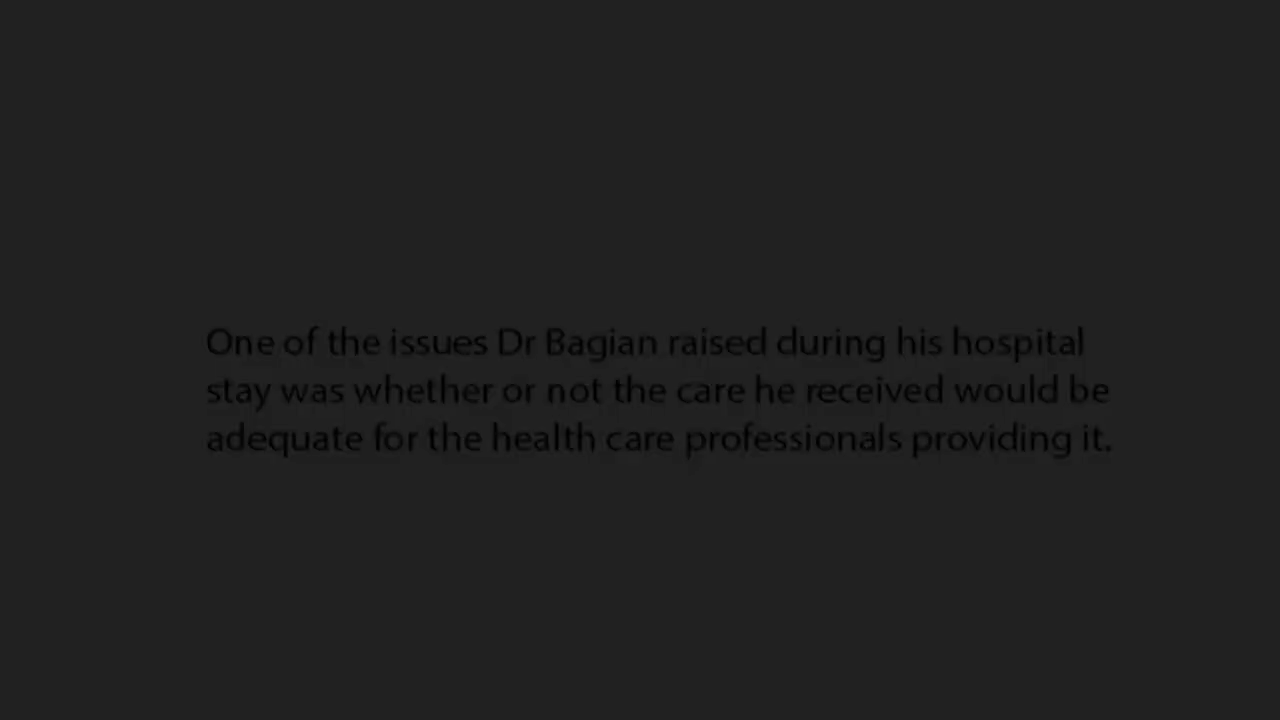 One of the issues Dr Bagian raised during his hospital
stay was whether or not the care he received would be
adequate for the health care professionals providing it.